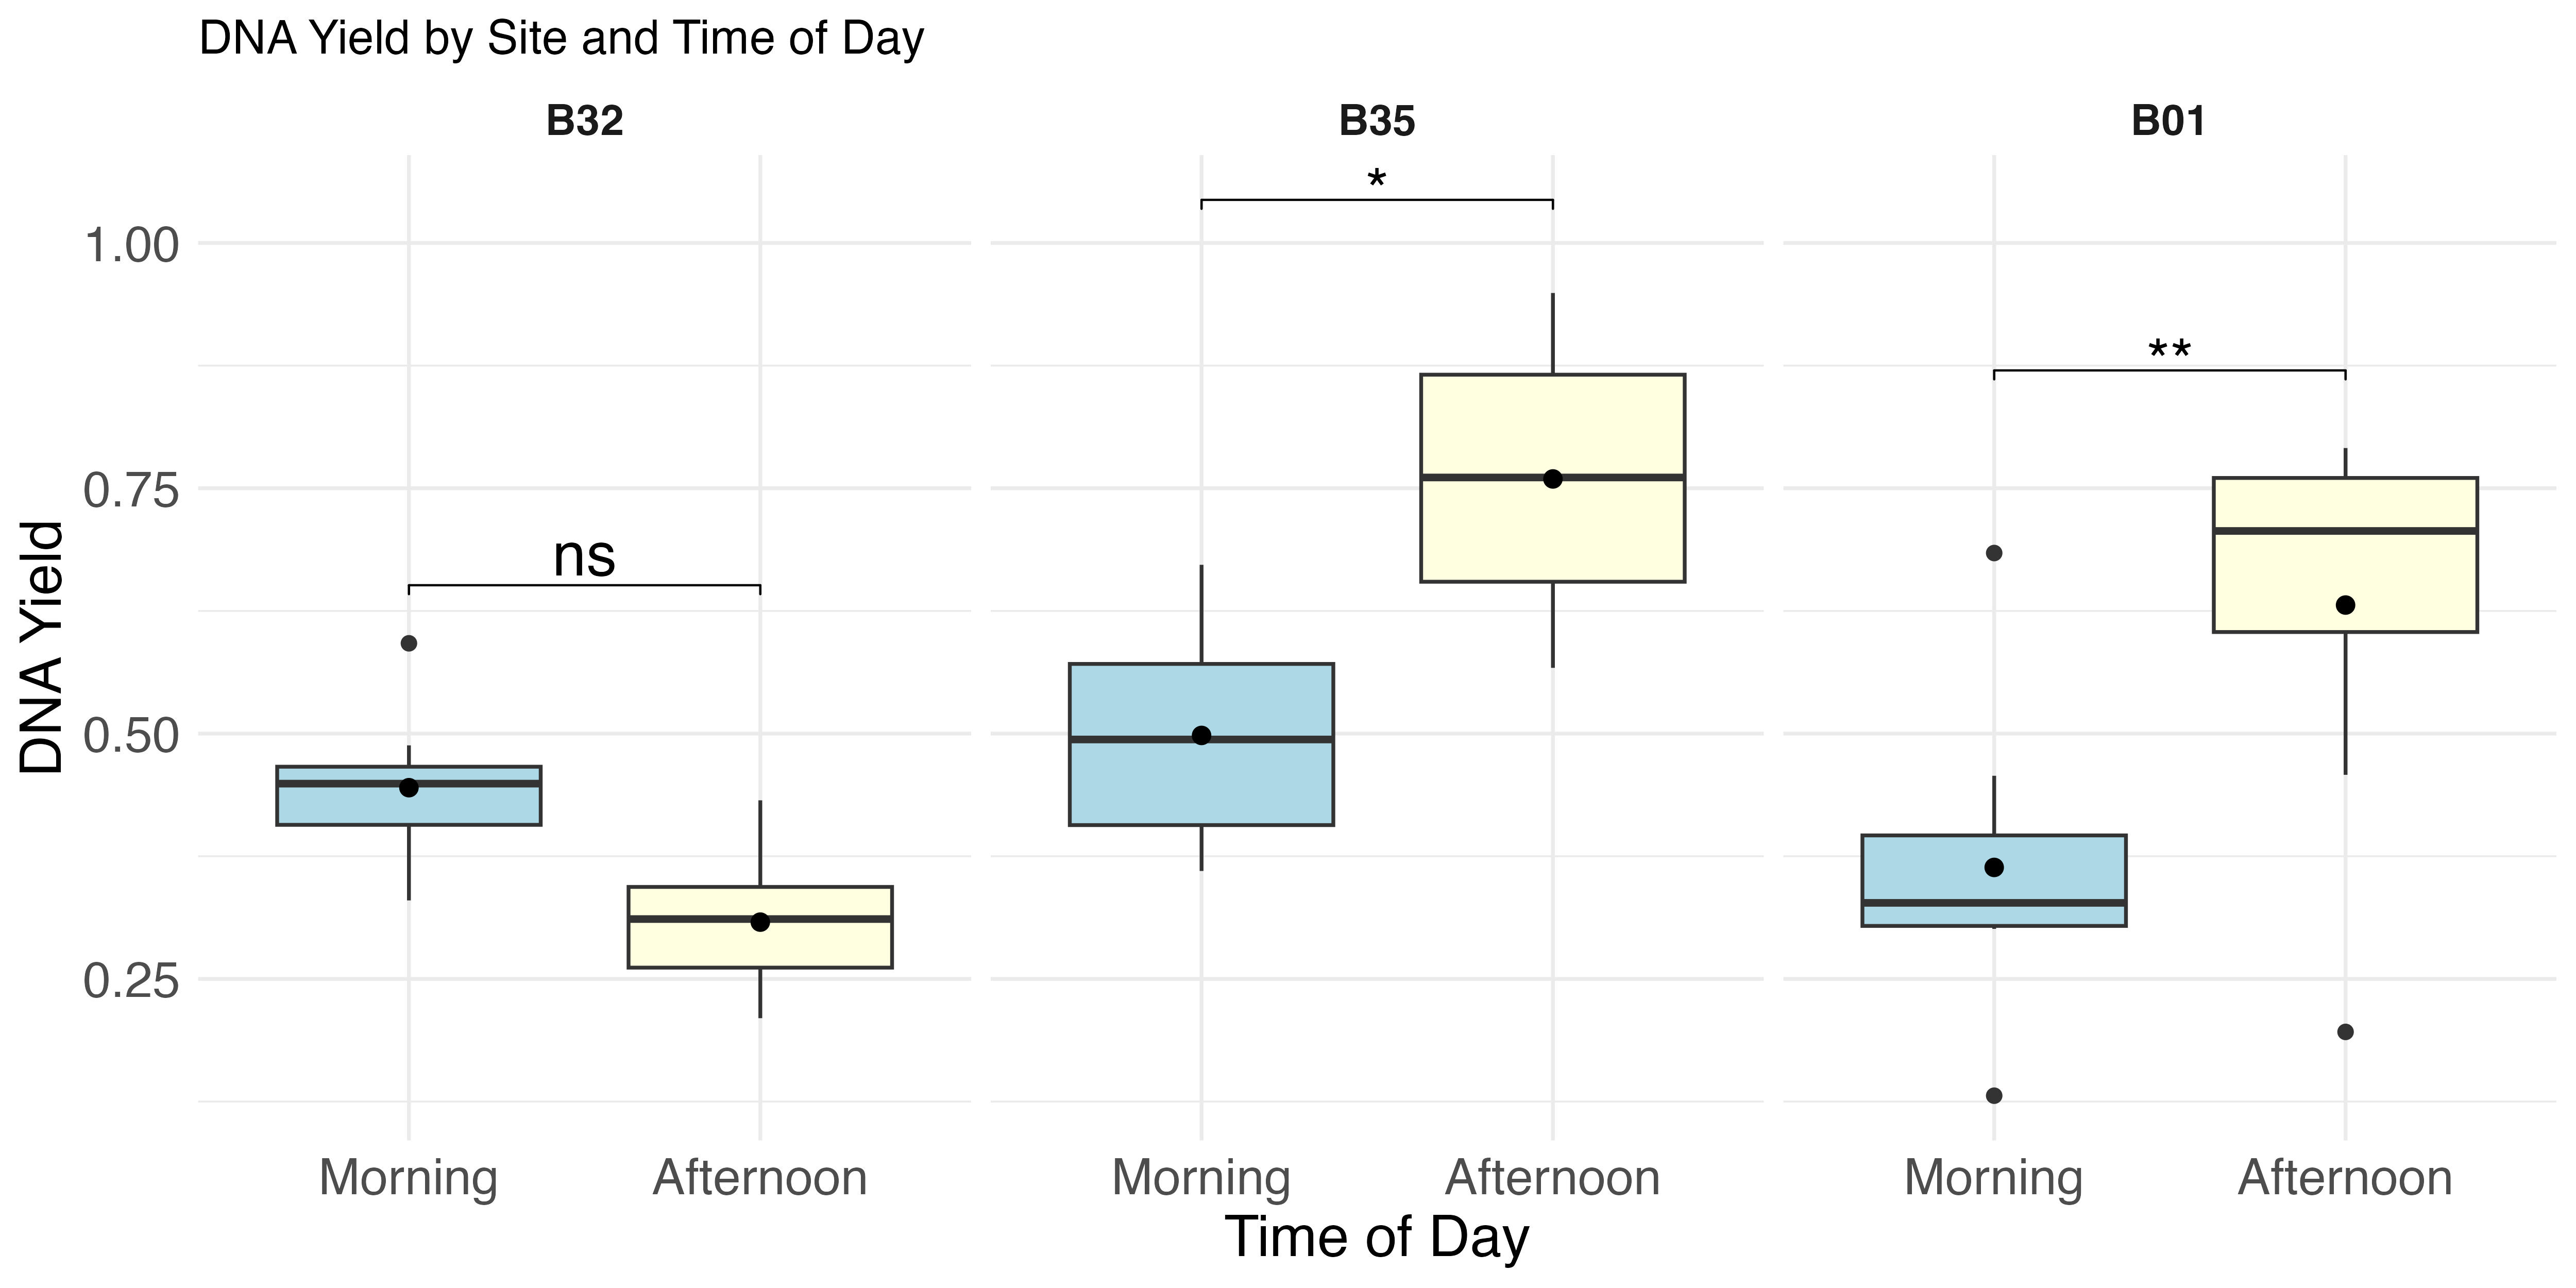 DNA Yield by Site and Time of Day
B32
B35
B01
*
**
ns
1.00
0.75
0.50
0.25
DNA Yield
Morning
Afternoon
Morning
Afternoon
Morning
Afternoon
Time of Day